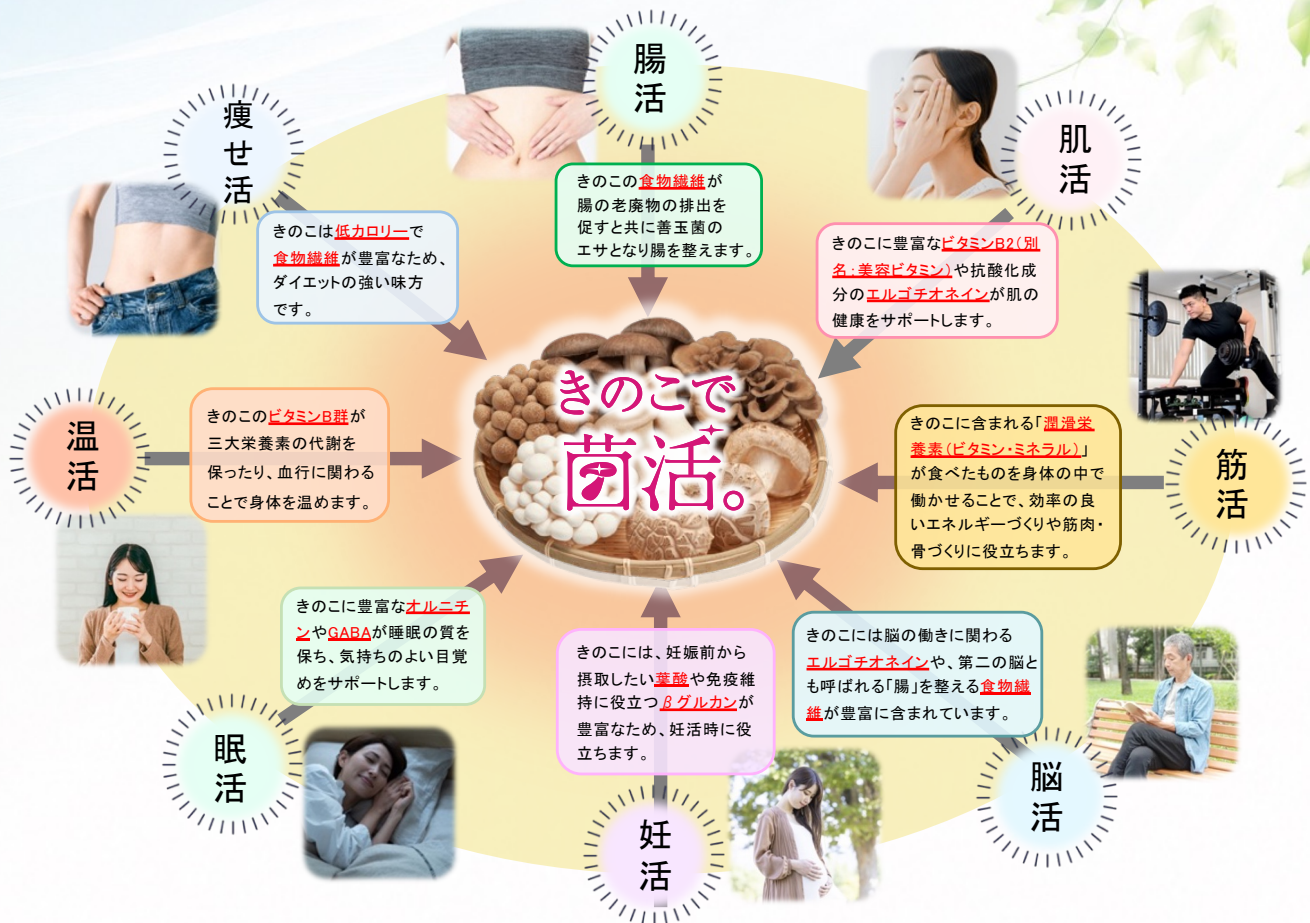 腸
活
きのこの食物繊維が
腸の老廃物の排出を
促すと共に善玉菌の
エサとなり腸を整えます。
肌
活
きのこに豊富なビタミンB2(別
名:美容ビタミン)や抗酸化成
分のエルゴチオネインが肌の
健康をサポートします。
筋
活
きのこに含まれる「潤滑栄
養素(ビタミン・ミネラル)」
が食べたものを身体の中で
働かせることで、効率の良
いエネルギーづくりや筋肉・
骨づくりに役立ちます。
脳
活
きのこには脳の働きに関わる
エルゴチオネインや、第二の脳と
も呼ばれる「腸」を整える食物繊
維が豊富に含まれています。
妊
活
きのこには、妊娠前から
摂取したい葉酸や免疫維
持に役立つβグルカンが
豊富なため、妊活時に役
立ちます。
眠
活
きのこに豊富なオルニチ
ンやGABAが睡眠の質を
保ち、気持ちのよい目覚
めをサポートします。
温
活
きのこのビタミンB群が
三大栄養素の代謝を
保ったり、血行に関わる
ことで身体を温めます。
痩
せ
活
きのこは低カロリーで
食物繊維が豊富なため、
ダイエットの強い味方
です。
きのこで
菌活。